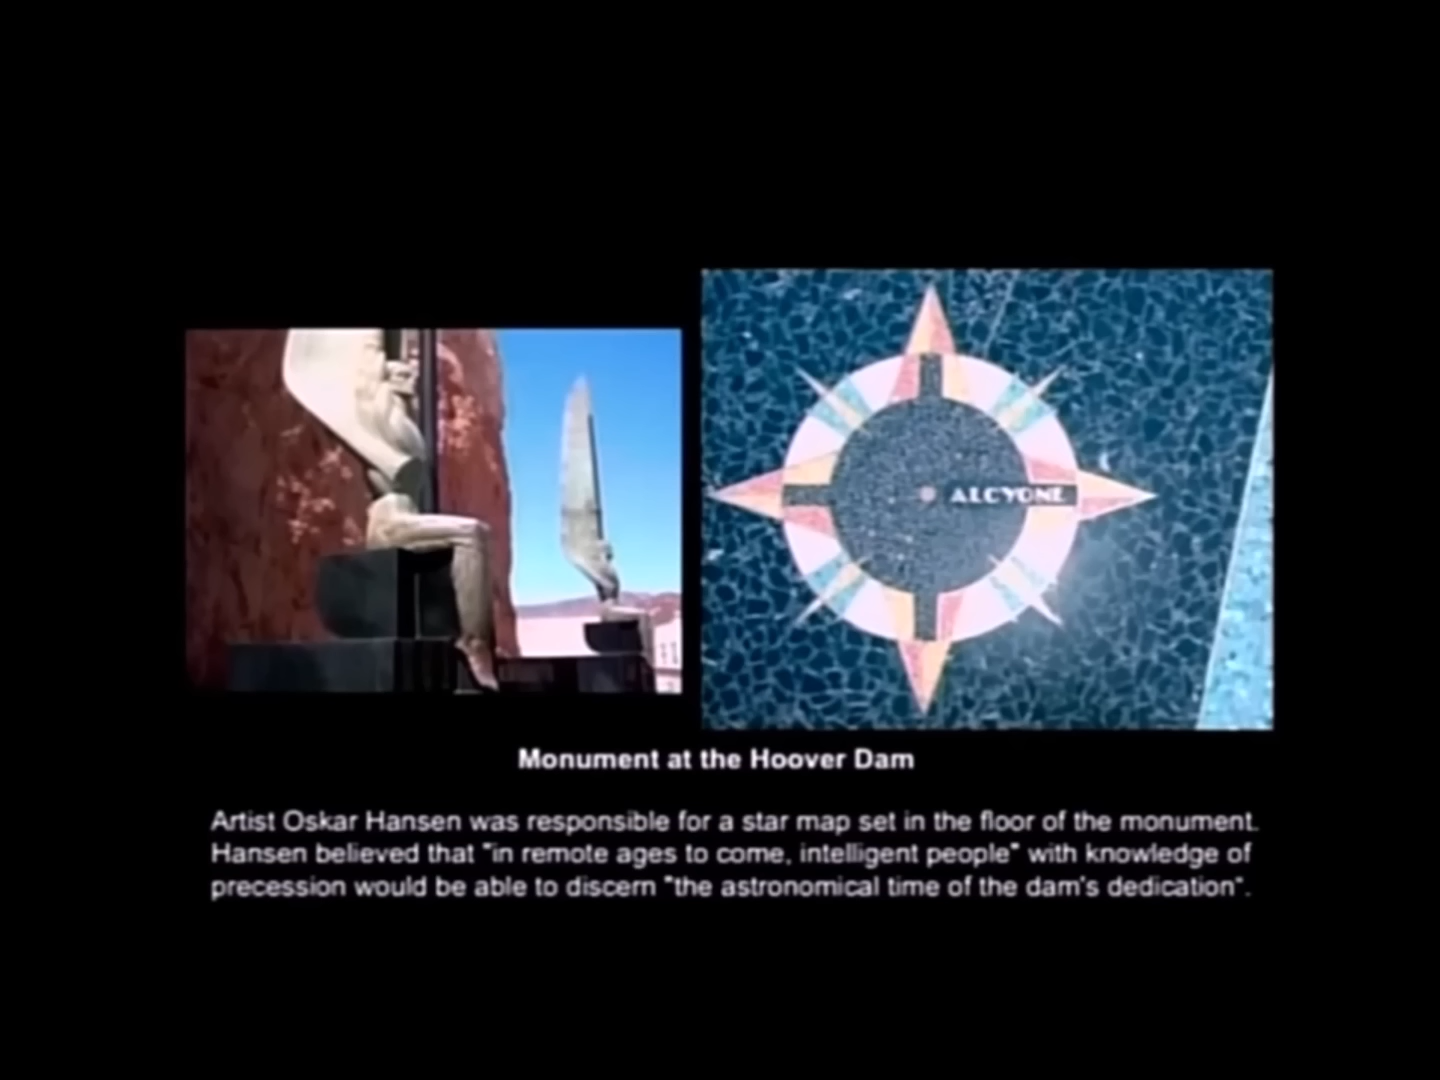 ALCYONE
Monument at the Hoover Dam
Artist Oskar Hansen was responsible for a star map set in the floor of the monument.
Hansen believed that "in remote ages to come, intelligent people" with knowledge of
precession would be able to discern "the astronomical time of the dam's dedication".